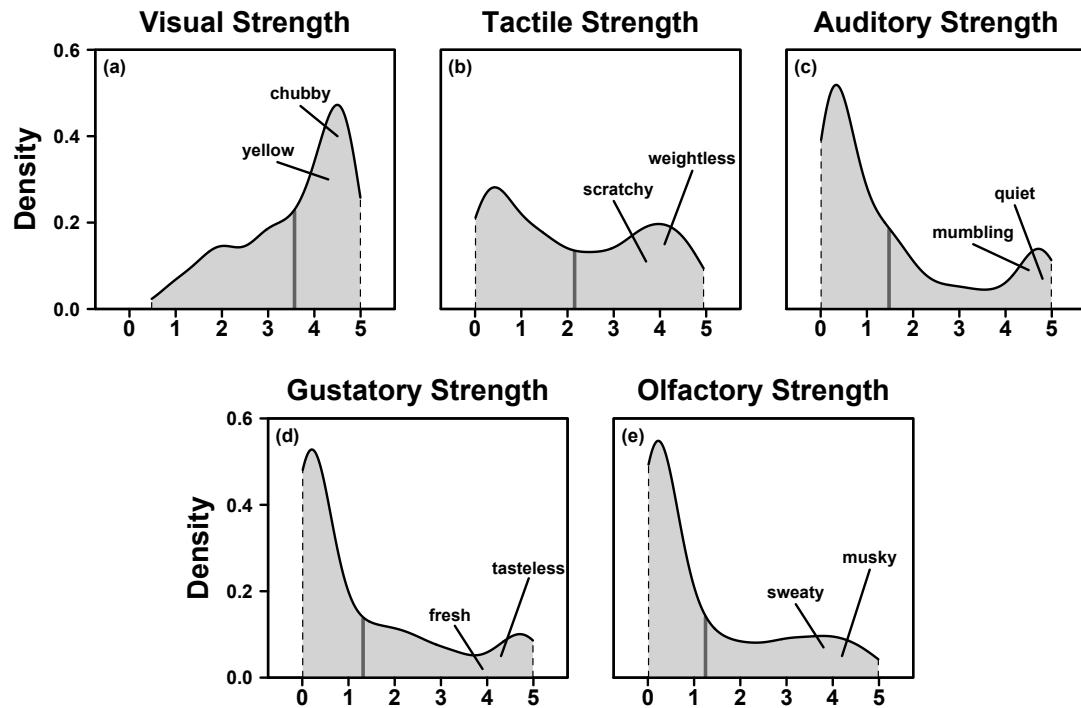 Visual Strength
Tactile Strength
Auditory Strength
(a)
(b)
(c)
Density
0.6
0.4
0.2
0.0
chubby
yellow
weightless
scratchy
quiet
mumbling
0 1 2 3 4 5
0 1 2 3 4 5
0 1 2 3 4 5
Gustatory Strength
Olfactory Strength
(d)
(e)
Density
0.6
0.4
0.2
0.0
tasteless
fresh
musky
sweaty
0 1 2 3 4 5
0 1 2 3 4 5